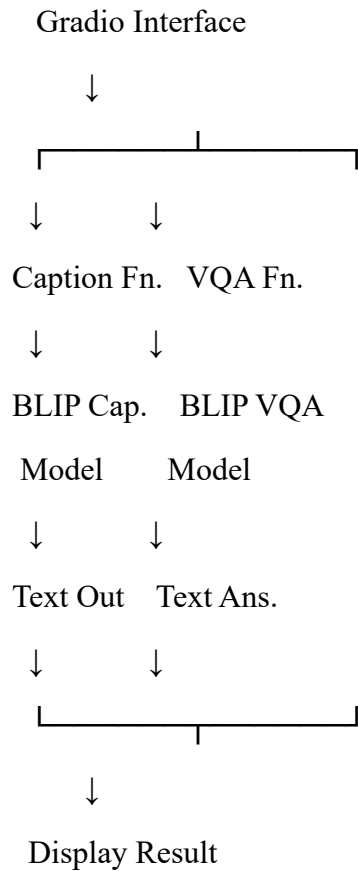 Gradio Interface
↓
↓ ↓
Caption Fn. VQA Fn.
↓ ↓
BLIP Cap. BLIP VQA
Model Model
↓ ↓
Text Out Text Ans.
↓ ↓
↓
Display Result